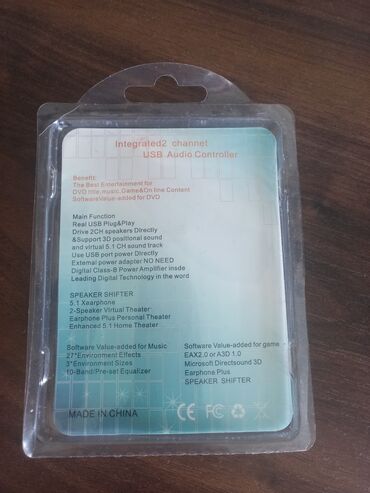 Integrated2 channet
USB Audio Controller
Benefit:
The Best Entertainment for
DVD title,music,Game&On line Content
SoftwareValue-added for DVD
Main Function
Real USB Plug&Play
Drive 2CH speakers Directly
&Support 3D positional sound
and virtual 5.1 CH sound track
Use USB port power Directly
External power adapter NO NEED
Digital Class-B Power Amplifier insde
Leading Digital Technology in the word
SPEAKER SHIFTER
5.1 Xearphone
2-Speaker Virtual Theater
Earphone Plus Personal Theater
Enhanced 5.1 Home Theater
Software Value-added for Music
27*Environment Effects
3*Environment Sizes
10-Band/Pre-set Equalizer
Software Value-added for game
EAX2.0 or A3D 1.0
Microsoft Directsound 3D
Earphone Plus
SPEAKER SHIFTER
MADE IN CHINA
CE FC